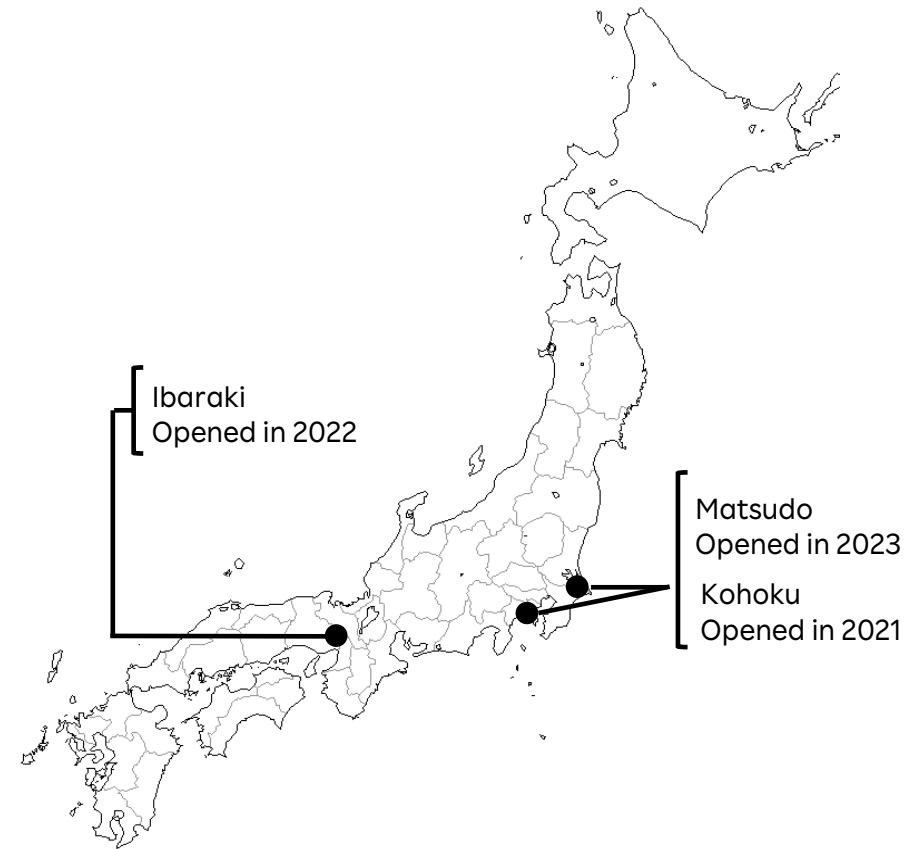 Ibaraki
Opened in 2022
Matsudo
Opened in 2023
Kohoku
Opened in 2021